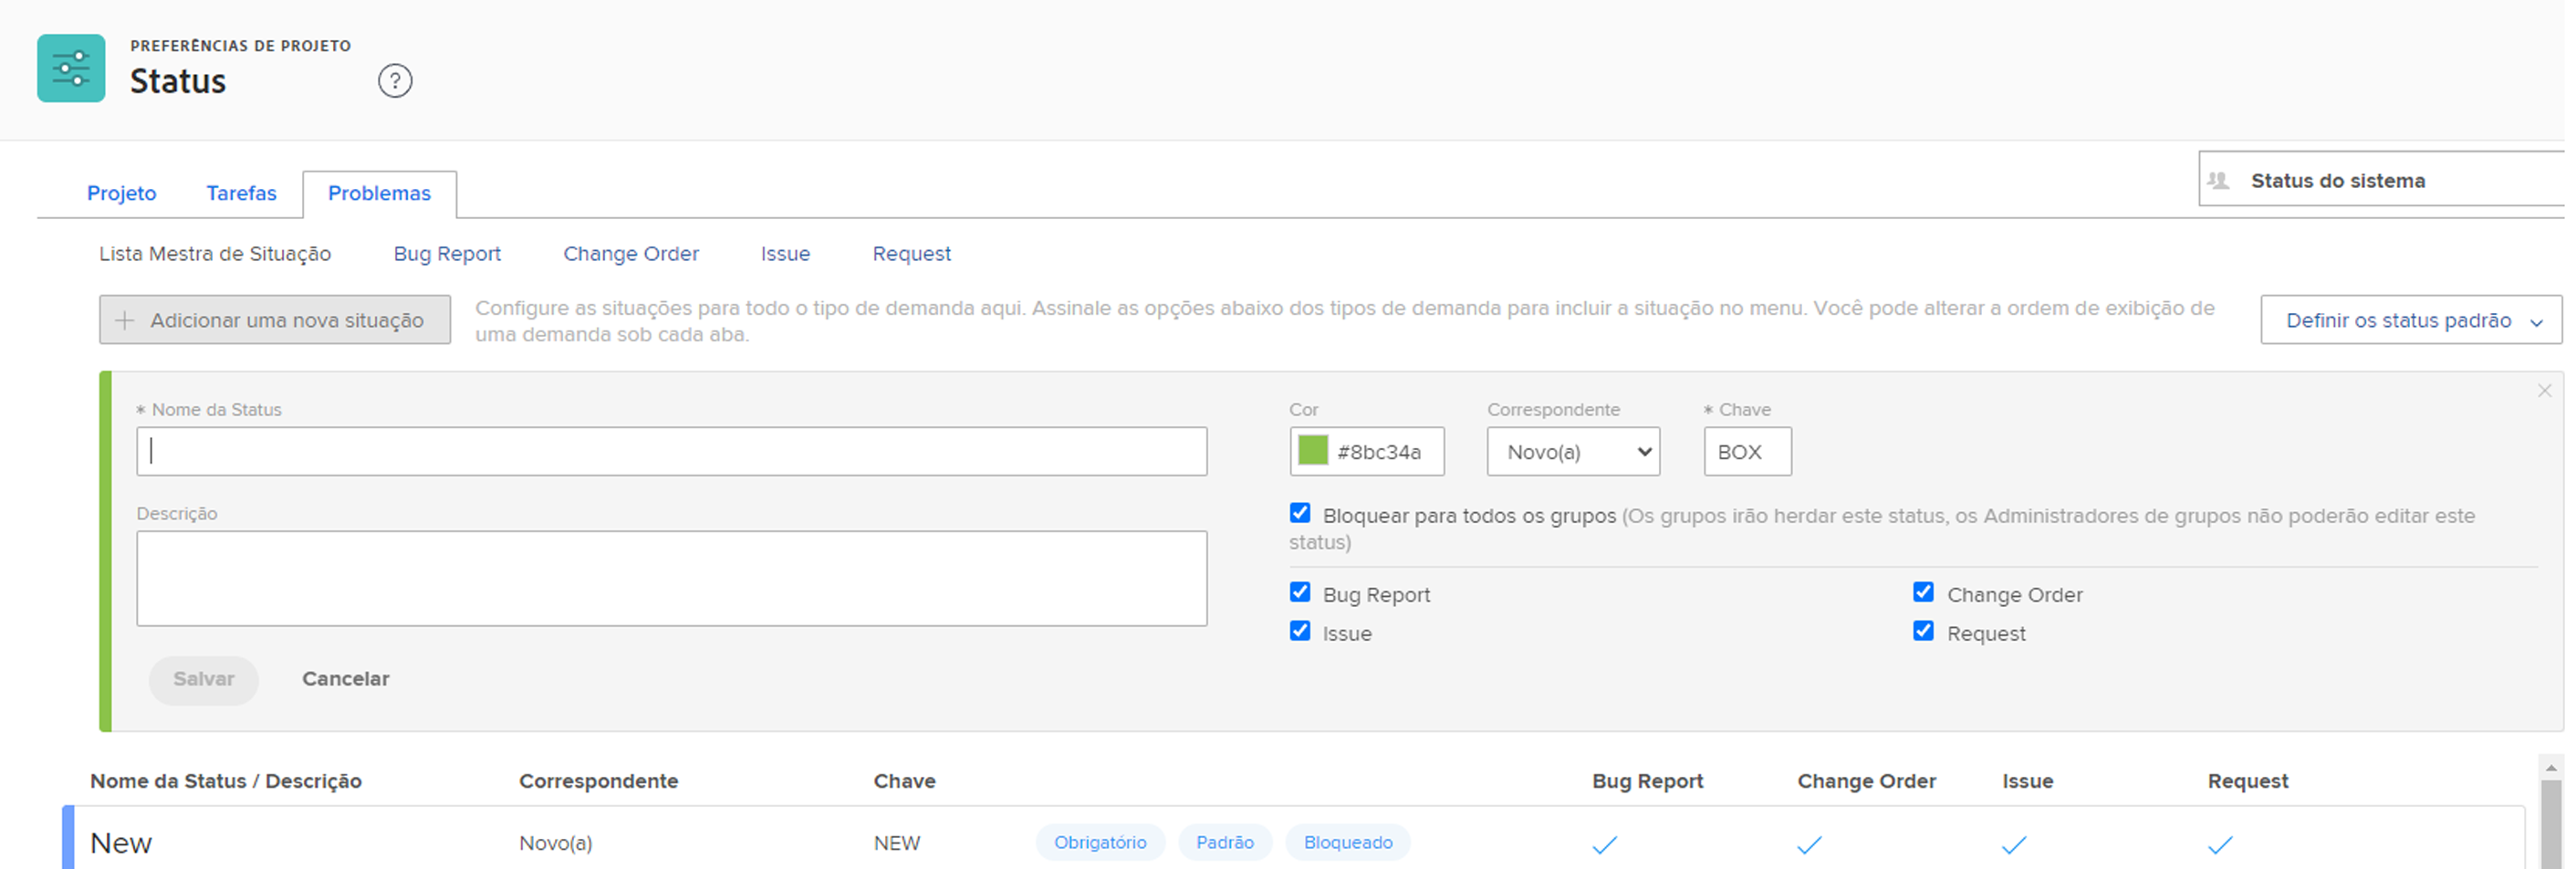 PREFERÊNCIAS DE PROJETO
Status
?
Projeto
Tarefas
Problemas
Status do sistema
Lista Mestra de Situação
Bug Report
Change Order
Issue
Request
Adicionar uma nova situação
Configure as situações para todo o tipo de demanda aqui. Assinale as opções abaixo dos tipos de demanda para incluir a situação no menu. Você pode alterar a ordem de exibição de
uma demanda sob cada aba.
Definir os status padrão
* Nome da Status
Cor
Correspondente
* Chave
#8bc34a
Novo(a)
BOX
Descrição
Bloquear para todos os grupos (Os grupos irão herdar este status, os Administradores de grupos não poderão editar este
status)
Bug Report
Change Order
Issue
Request
Salvar
Cancelar
Nome da Status / Descrição
Correspondente
Chave
Bug Report
Change Order
Issue
Request
New
Novo(a)
NEW
Obrigatório
Padrão
Bloqueado